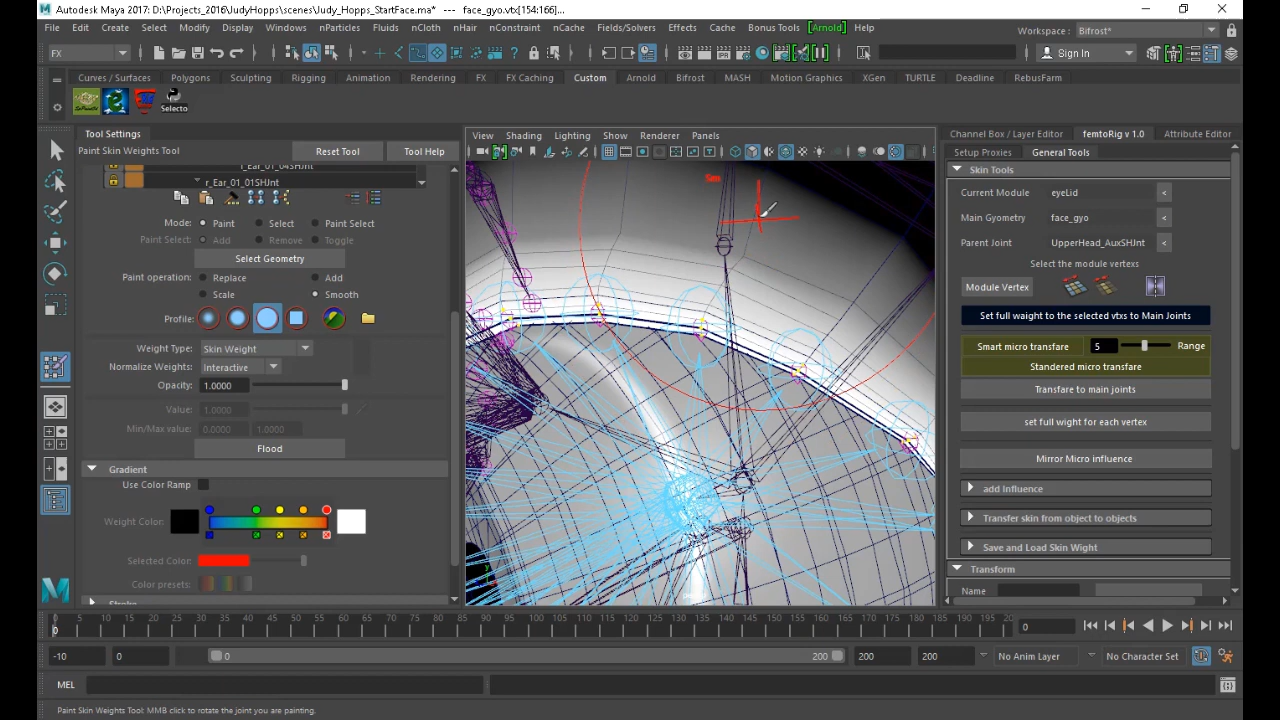 Autodesk Maya 2017: D:\Projects_2016\JudyHopps\scenes\Judy_Hopps_StartFace.ma* --- face_gyo.vtx[154:166]...
File Edit Create Select Modify Display Windows nParticles Fluids nCloth nHair nConstraint nCache Fields/Solvers Effects Cache Bonus Tools [Arnold] Help
Workspace : Bifrost*
FX
Sign In
Curves / Surfaces Polygons Sculpting Rigging Animation Rendering FX FX Caching Custom Arnold Bifrost MASH Motion Graphics XGen TURTLE Deadline RebusFarm
Selecto
Tool Settings
View Shading Lighting Show Renderer Panels
Channel Box / Layer Editor femtoRig v 1.0 Attribute Editor
Paint Skin Weights Tool Reset Tool Tool Help
Setup Proxies General Tools
r_Ear_01_04SHJnt
r_Ear_01_01SHJnt
Skin Tools
Current Module eyeLid <
Main Geometry face_gyo <
Parent Joint UpperHead_AuxSHJnt <
Select the module vertexs
Module Vertex
Set full waight to the selected vtxs to Main Joints
Smart micro transfare 5 Range
Standered micro transfare
Transfare to main joints
set full wight for each vertex
Mirror Micro influence
add Influence
Transfer skin from object to objects
Save and Load Skin Wight
Transform
Name
Mode: Paint Select Paint Select
Paint Select: Add Remove Toggle
Select Geometry
Paint operation: Replace Add
Scale Smooth
Profile:
Weight Type: Skin Weight
Normalize Weights: Interactive
Opacity: 1.0000
Value: 1.0000
Min/Max value: 0.0000 1.0000
Flood
Gradient
Use Color Ramp
Weight Color:
Selected Color:
Color presets:
Stroke
Sm
persp
y
0 5 10 15 20 25 30 35 40 45 50 55 60 65 70 75 80 85 90 95 100 105 110 115 120 125 130 135 140 145 150 155 160 165 170 175 180 185 190 195 20
0
0
-10 0 0 200 200 200 No Anim Layer No Character Set
MEL
Paint Skin Weights Tool: MMB click to rotate the joint you are painting.